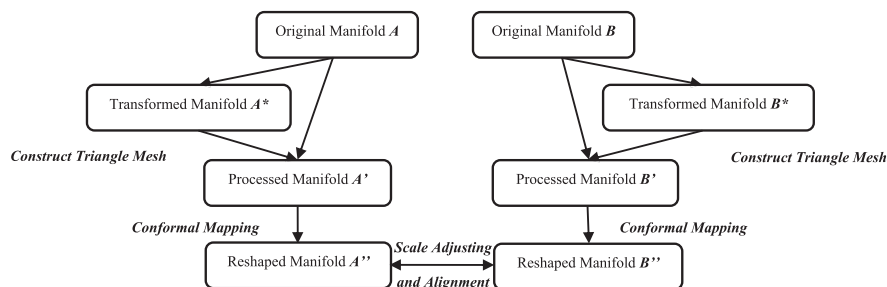 Original Manifold A
Original Manifold B
Transformed Manifold A*
Transformed Manifold B*
Construct Triangle Mesh
Construct Triangle Mesh
Processed Manifold A’
Processed Manifold B’
Conformal Mapping
Conformal Mapping
Scale Adjusting
Reshaped Manifold A’’
Reshaped Manifold B’’
and Alignment